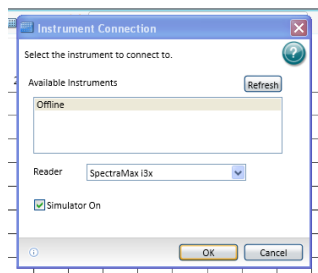 Instrument Connection
Select the instrument to connect to.
Available Instruments
Refresh
Offline
Reader
SpectraMax i3x
Simulator On
OK
Cancel